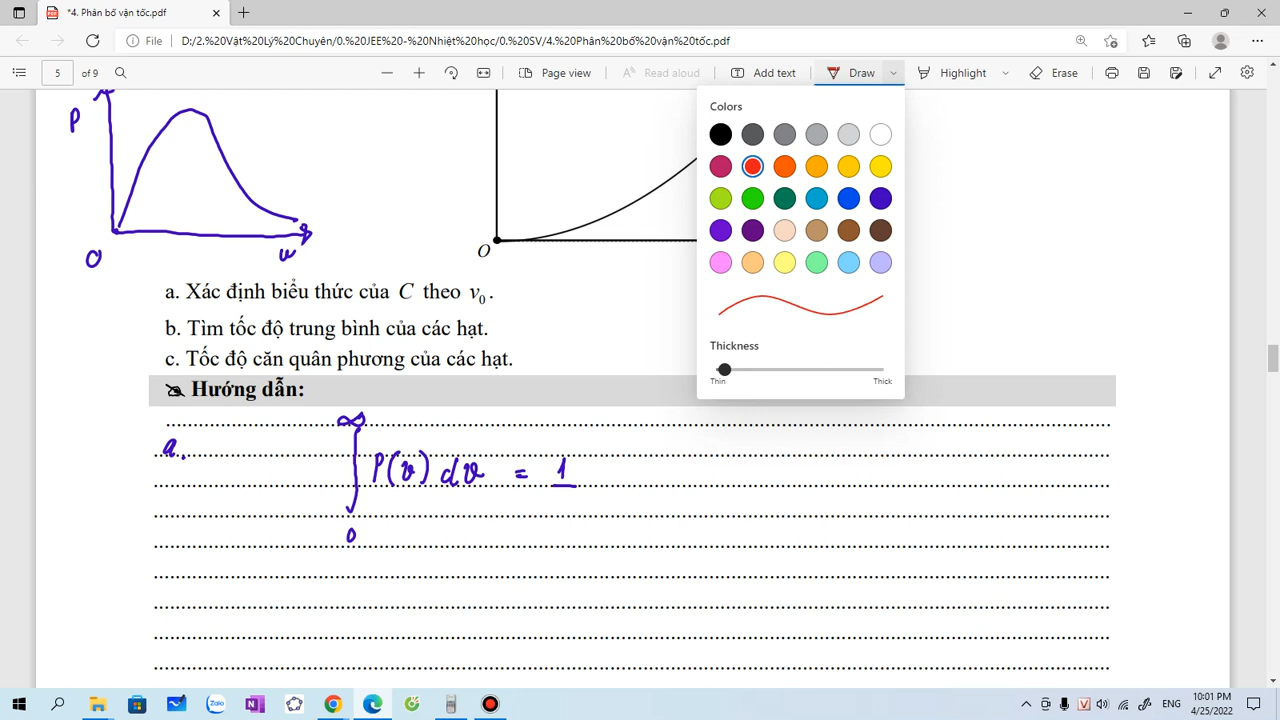 *4. Phân bố vận tốc.pdf
File D:/2.%20Vật%20Lý%20Chuyên/0.%20JEE%20-%20Nhiệt%20học/0.%20SV/4.%20Phân%20bố%20vận%20tốc.pdf
5 of 9 Page view Read aloud Add text Draw Highlight Erase
Colors
Thickness
Thin Thick
P
O
u
O
a. Xác định biểu thức của C theo v₀.
b. Tìm tốc độ trung bình của các hạt.
c. Tốc độ căn quân phương của các hạt.
Hướng dẫn:
a. ∫₀^∞ P(v) dv = 1
Zalo
ENG
10:01 PM
4/25/2022